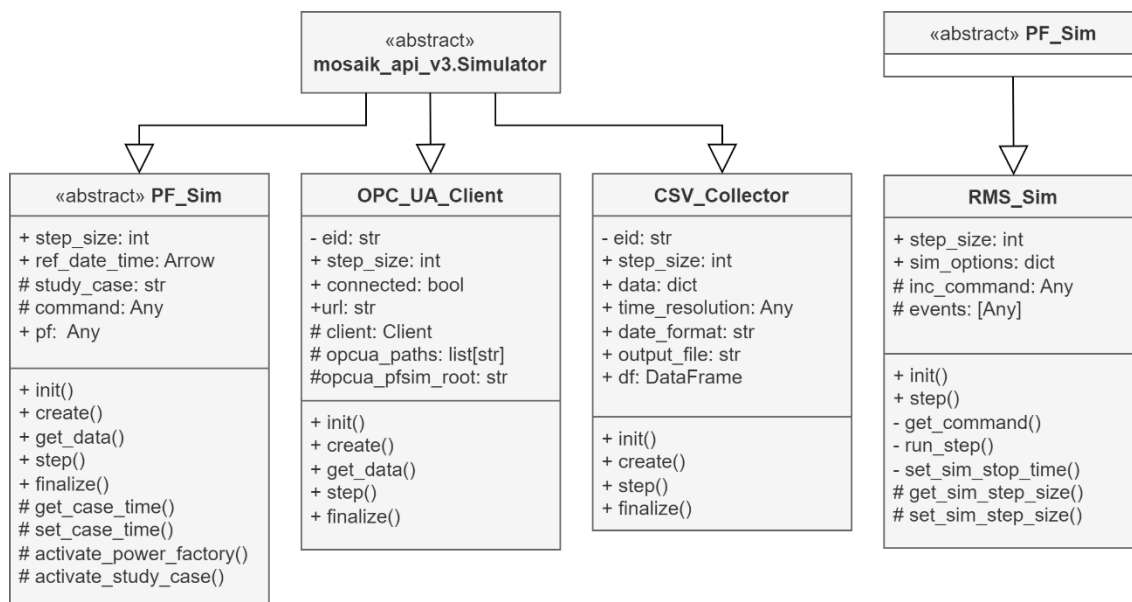 «abstract»
mosaik_api_v3.Simulator
«abstract» PF_Sim
«abstract» PF_Sim
+ step_size: int
+ ref_date_time: Arrow
# study_case: str
# command: Any
+ pf: Any
+ init()
+ create()
+ get_data()
+ step()
+ finalize()
# get_case_time()
# set_case_time()
# activate_power_factory()
# activate_study_case()
OPC_UA_Client
- eid: str
+ step_size: int
+ connected: bool
+url: str
# client: Client
# opcua_paths: list[str]
#opcua_pfsim_root: str
+ init()
+ create()
+ get_data()
+ step()
+ finalize()
CSV_Collector
- eid: str
+ step_size: int
+ data: dict
+ time_resolution: Any
+ date_format: str
+ output_file: str
+ df: DataFrame
+ init()
+ create()
+ step()
+ finalize()
RMS_Sim
+ step_size: int
+ sim_options: dict
# inc_command: Any
# events: [Any]
+ init()
+ step()
- get_command()
- run_step()
- set_sim_stop_time()
# get_sim_step_size()
# set_sim_step_size()